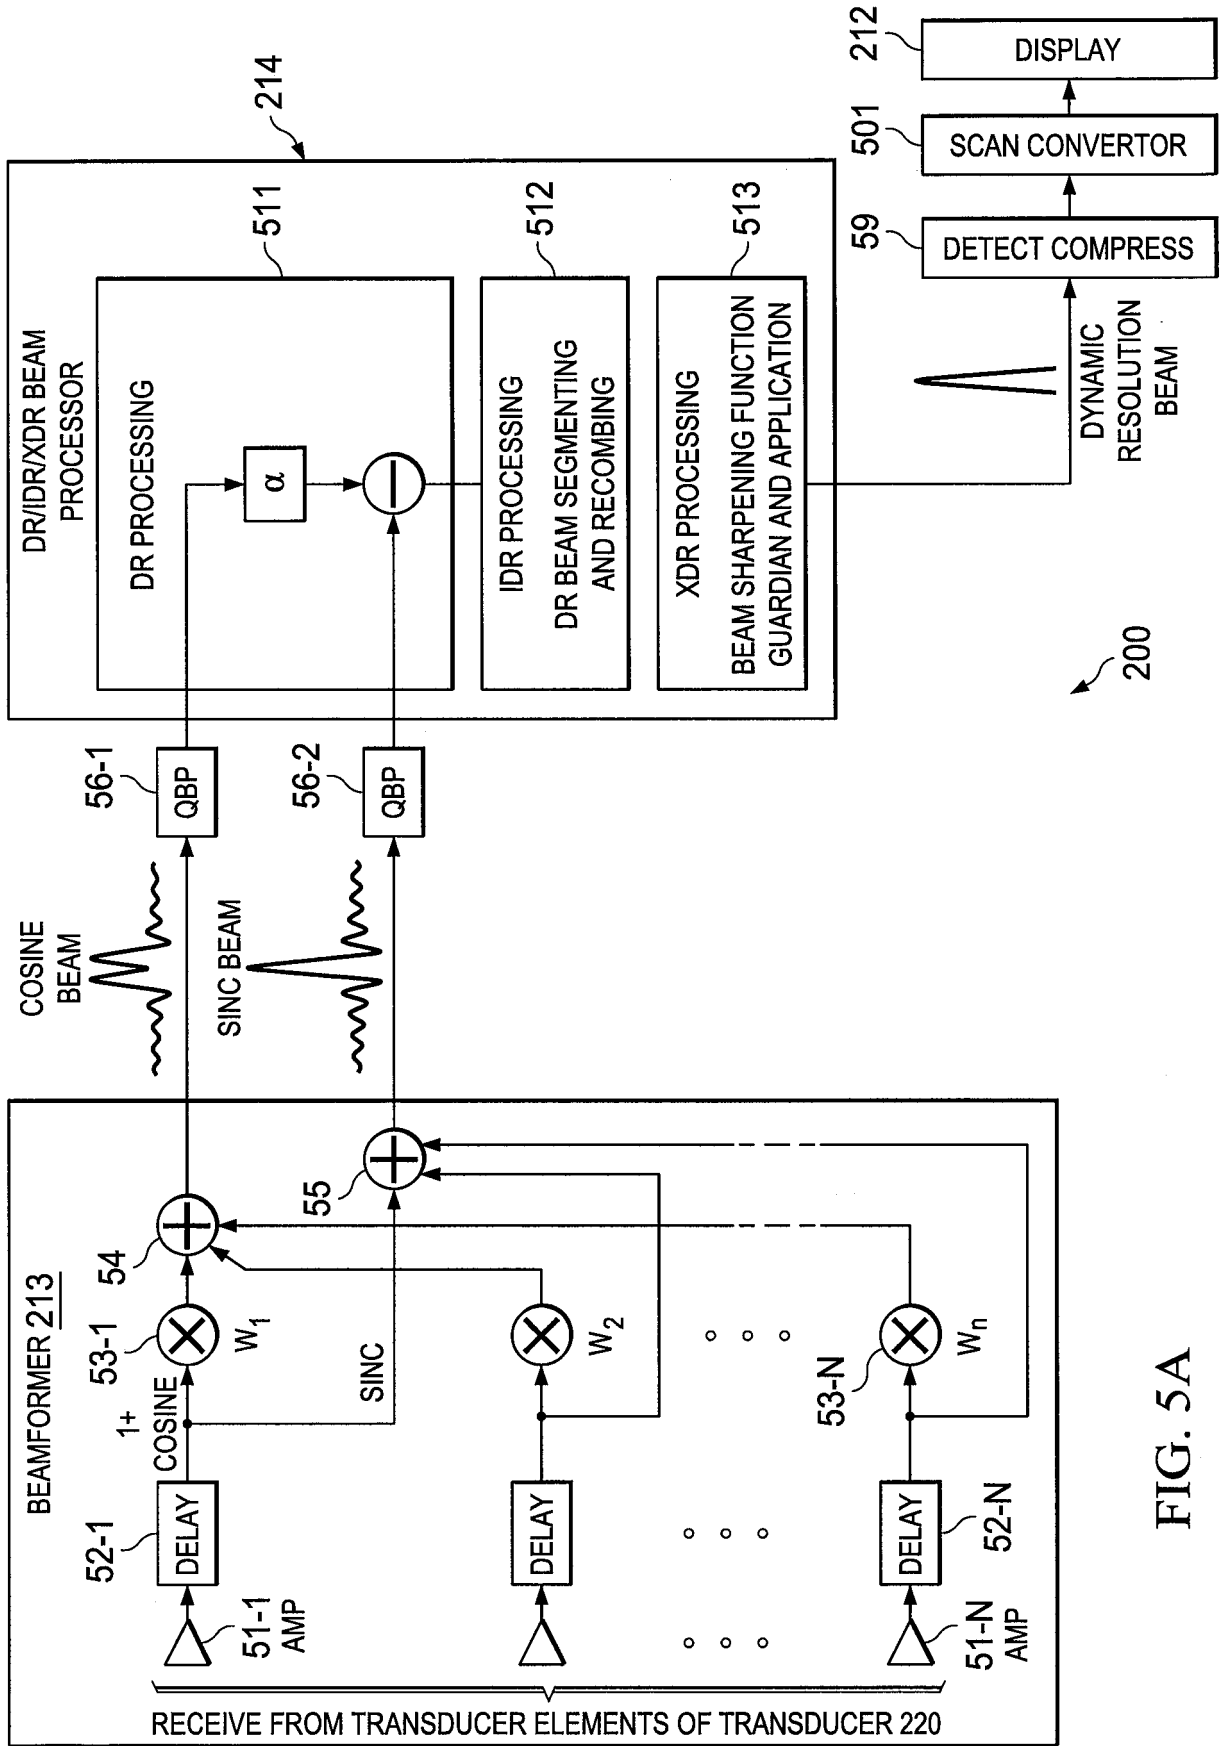 BEAMFORMER 213
RECEIVE FROM TRANSDUCER ELEMENTS OF TRANSDUCER 220
51-1
AMP
52-1
DELAY
1+
COSINE
53-1
W1
54
SINC
55
DELAY
W2
51-N
AMP
52-N
DELAY
53-N
Wn
COSINE
BEAM
SINC BEAM
56-1
QBP
56-2
QBP
214
DR/IDR/XDR BEAM
PROCESSOR
511
DR PROCESSING
α
512
IDR PROCESSING
DR BEAM SEGMENTING
AND RECOMBING
513
XDR PROCESSING
BEAM SHARPENING FUNCTION
GUARDIAN AND APPLICATION
DYNAMIC
RESOLUTION
BEAM
59
DETECT COMPRESS
501
SCAN CONVERTOR
212
DISPLAY
200
FIG. 5A